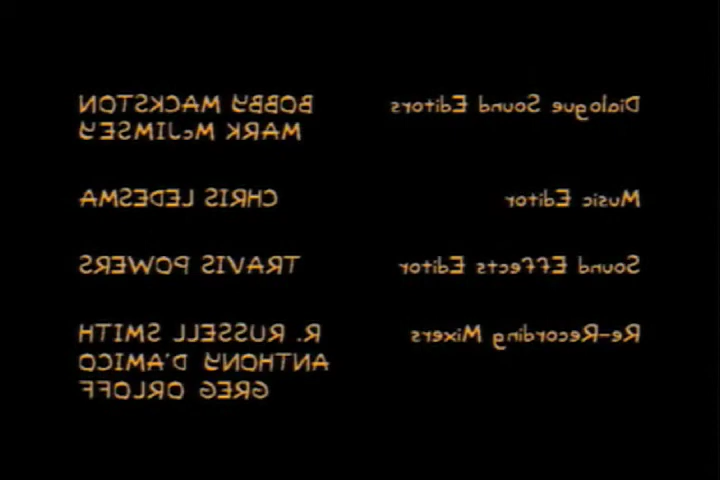 Dialogue Sound Editors BOBBY MACKSTON
MARK McJIMSEY
Music Editor CHRIS LEDESMA
Sound Effects Editor TRAVIS POWERS
Re-Recording Mixers R. RUSSELL SMITH
ANTHONY D'AMICO
GREG ORLOFF